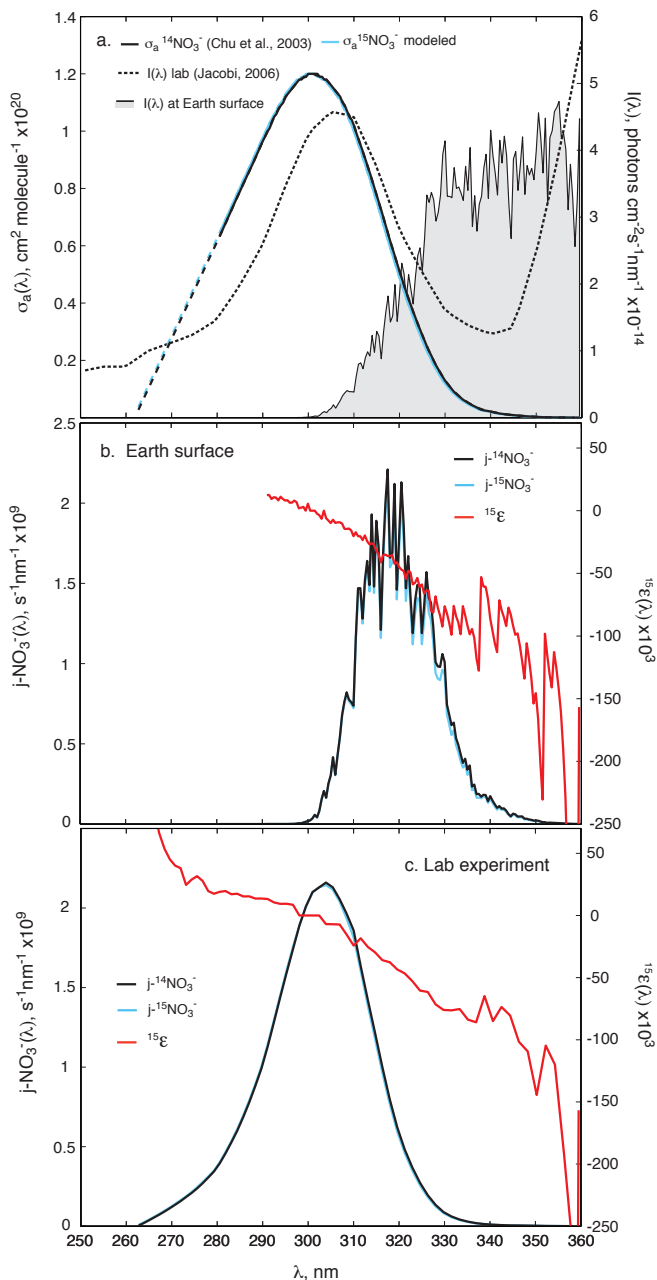 a.
σₐ ¹⁴NO₃⁻ (Chu et al., 2003)
σₐ¹⁵NO₃⁻ modeled
I(λ) lab (Jacobi, 2006)
I(λ) at Earth surface
1.4
1.2
1
0.8
0.6
0.4
0.2
σₐ(λ), cm² molecule⁻¹ x10²⁰
6
5
4
3
2
1
0
I(λ), photons cm⁻²s⁻¹nm⁻¹ x10⁻¹⁴
b. Earth surface
j-¹⁴NO₃⁻
j-¹⁵NO₃⁻
¹⁵ε
2.5
2
1.5
1
0.5
0
j-NO₃⁻(λ), s⁻¹nm⁻¹ x10⁹
50
0
-50
-100
-150
-200
-250
¹⁵ε(λ) x10³
c. Lab experiment
j-¹⁴NO₃⁻
j-¹⁵NO₃⁻
¹⁵ε
2
1.5
1
0.5
0
j-NO₃⁻(λ), s⁻¹nm⁻¹ x10⁹
50
0
-50
-100
-150
-200
-250
¹⁵ε(λ) x10³
250 260 270 280 290 300 310 320 330 340 350 360
λ, nm